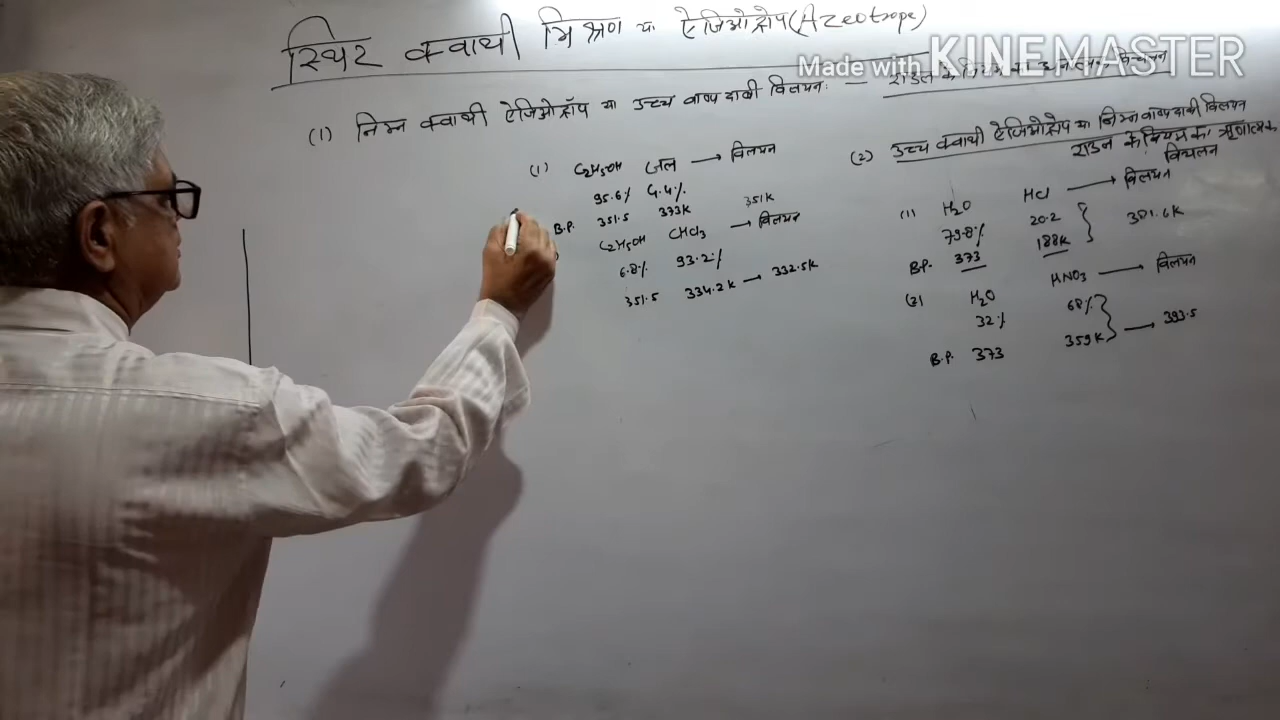 स्थिर क्वाथी मिश्रण या ऐजिओट्रोप (Azeotrope)
Made with KINEMASTER
(1) निम्न क्वाथी ऐजिओट्रॉप या उच्च वाष्प दाबी विलयन: —
(1) C₂H₅OH जल → विलयन
95.6% 4.4%
B.P. 351.5 373K 351K
C₂H₅OH CHCl₃ → विलयन
6.8% 93.2%
351.5 334.2K → 332.5K
(2) उच्च क्वाथी ऐजिओट्रोप या निम्न वाष्प दाबी विलयन
राउल्ट के नियम का ऋणात्मक
विचलन
(1) H₂O HCl → विलयन
79.8% 20.2
BP. 373 188K } 381.6K
(2) H₂O HNO₃ → विलयन
32% 68%
B.P. 373 359K } → 393.5